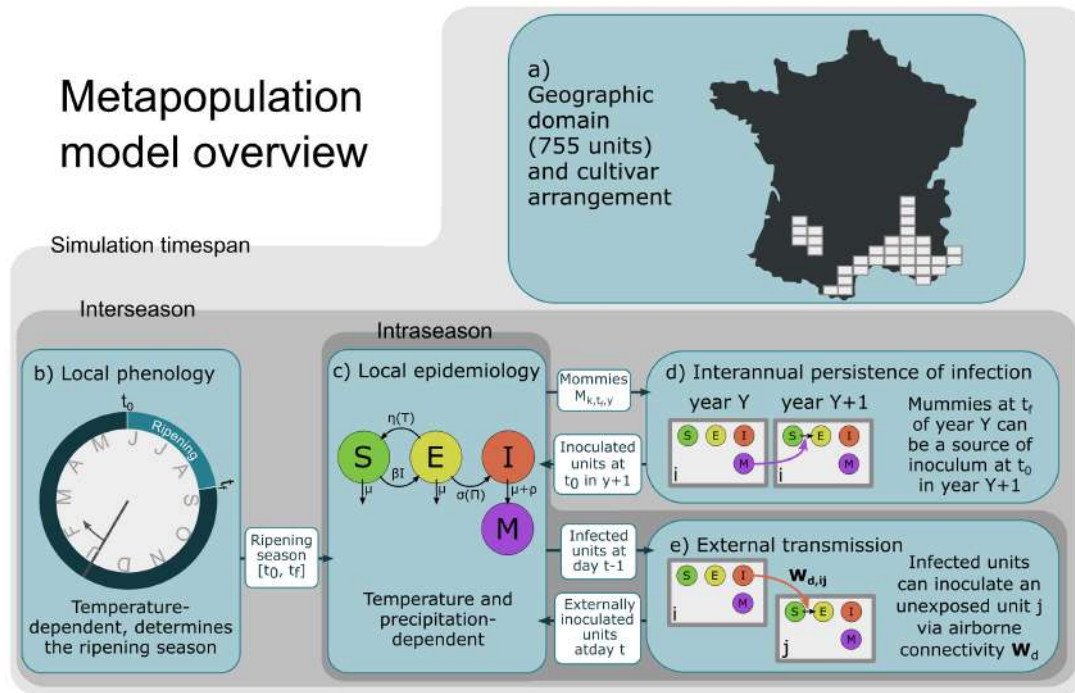 Metapopulation
model overview
a)
Geographic
domain
(755 units)
and cultivar
arrangement
Simulation timespan
Interseason
Intraseason
b) Local phenology
t0
Ripening
tf
J
F
M
A
M
J
J
A
S
O
N
D
Temperature-
dependent, determines
the ripening season
Ripening
season
[t0, tf]
c) Local epidemiology
η(T)
S
E
I
βI
σ(Π)
μ
μ
μ+ρ
M
Temperature and
precipitation-
dependent
Mommies
Mk,tf,y
Inoculated
units at
t0 in y+1
Infected
units at
day t-1
Externally
inoculated
units
atday t
d) Interannual persistence of infection
year Y
year Y+1
S E I
M
i
S E I
M
i
Mummies at tf
of year Y can
be a source of
inoculum at t0
in year Y+1
e) External transmission
S E I
M
i
Wd,ij
S E I
M
j
Infected units
can inoculate an
unexposed unit j
via airborne
connectivity Wd